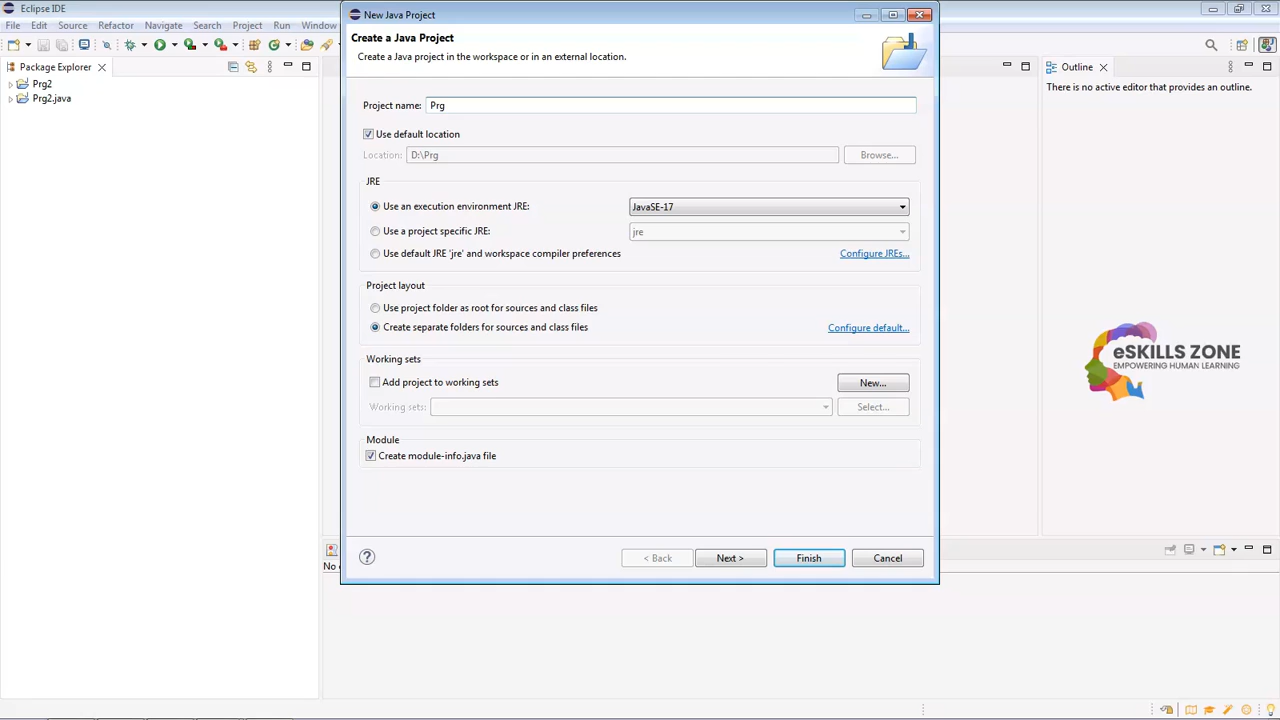 Eclipse IDE
File Edit Source Refactor Navigate Search Project Run Window
Package Explorer
Prg2
Prg2.java
New Java Project
Create a Java Project
Create a Java project in the workspace or in an external location.
Project name: Prg
Use default location
Location: D:\Prg Browse...
JRE
Use an execution environment JRE: JavaSE-17
Use a project specific JRE: jre
Use default JRE 'jre' and workspace compiler preferences Configure JREs...
Project layout
Use project folder as root for sources and class files
Create separate folders for sources and class files Configure default...
Working sets
Add project to working sets New...
Working sets: Select...
Module
Create module-info.java file
? < Back Next > Finish Cancel
No
Outline
There is no active editor that provides an outline.
eSKILLS ZONE
EMPOWERING HUMAN LEARNING